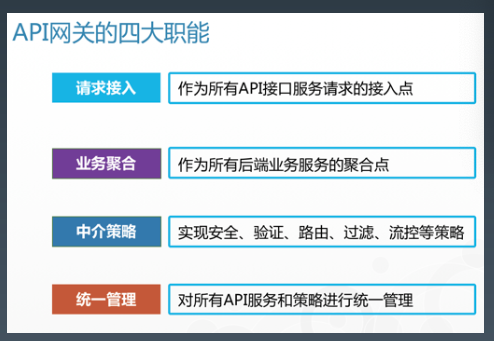 API网关的四大职能
请求接入
作为所有API接口服务请求的接入点
业务聚合
作为所有后端业务服务的聚合点
中介策略
实现安全、验证、路由、过滤、流控等策略
统一管理
对所有API服务和策略进行统一管理